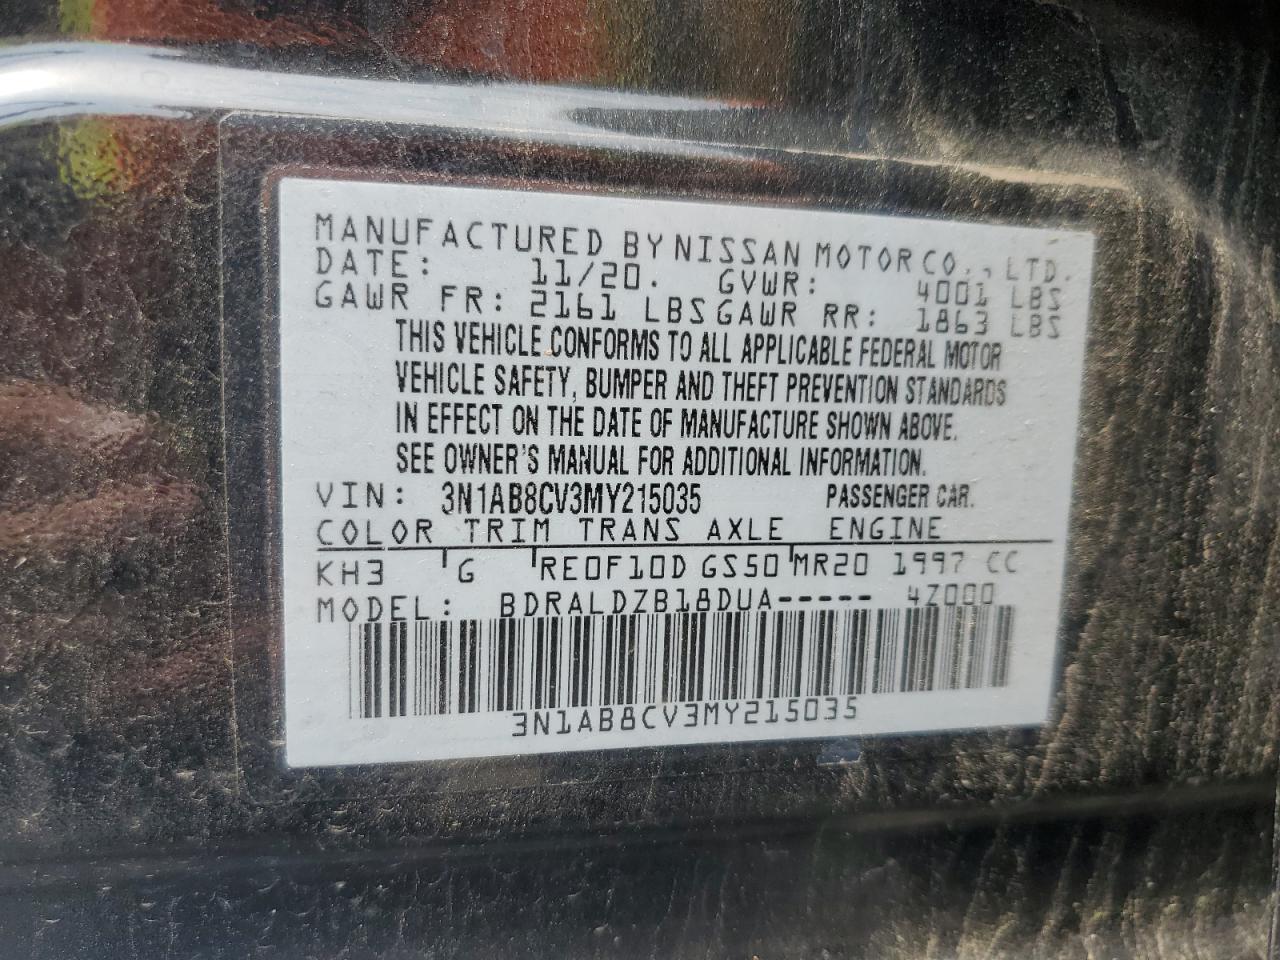 MANUFACTURED BY NISSAN MOTOR CO., LTD.
DATE: 11/20. GVWR: 4001 LBS
GAWR FR: 2161 LBS GAWR RR: 1863 LBS
THIS VEHICLE CONFORMS TO ALL APPLICABLE FEDERAL MOTOR
VEHICLE SAFETY, BUMPER AND THEFT PREVENTION STANDARDS
IN EFFECT ON THE DATE OF MANUFACTURE SHOWN ABOVE.
SEE OWNER'S MANUAL FOR ADDITIONAL INFORMATION.
VIN: 3N1AB8CV3MY215035 PASSENGER CAR.
COLOR TRIM TRANS AXLE ENGINE
KH3 G RE0F10D GS50 MR20 1997 CC
MODEL: BDRALDZB18DUA----- 4Z000
3N1AB8CV3MY215035